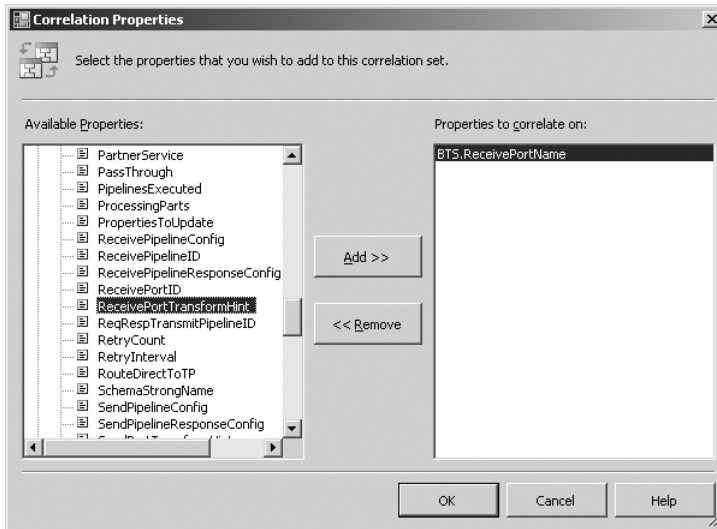 Correlation Properties
Select the properties that you wish to add to this correlation set.
Available Properties:
PartnerService
PassThrough
PipelinesExecuted
ProcessingParts
PropertiesToUpdate
ReceivePipelineConfig
ReceivePipelineID
ReceivePipelineResponseConfig
ReceivePortID
ReceivePortTransformHint
ReqRespTransmitPipelineID
RetryCount
RetryInterval
RouteDirectToTP
SchemaStrongName
SendPipelineConfig
SendPipelineResponseConfig
Add >>
<< Remove
Properties to correlate on:
BTS.ReceivePortName
OK
Cancel
Help